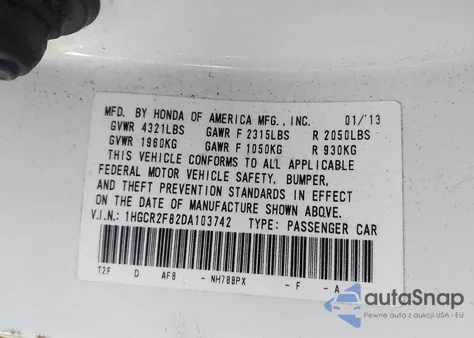 MFD. BY HONDA OF AMERICA MFG., INC. 01/'13
GVWR 4321LBS GAWR F 2315LBS R 2050LBS
GVWR 1960KG GAWR F 1050KG R 930KG
THIS VEHICLE CONFORMS TO ALL APPLICABLE
FEDERAL MOTOR VEHICLE SAFETY, BUMPER,
AND THEFT PREVENTION STANDARDS IN EFFECT
ON THE DATE OF MANUFACTURE SHOWN ABOVE.
V.I.N.: 1HGCR2F82DA103742 TYPE: PASSENGER CAR
T2F D AF8 - NH788PX - F - A
autoSnap
Pewne auto z USA i EU